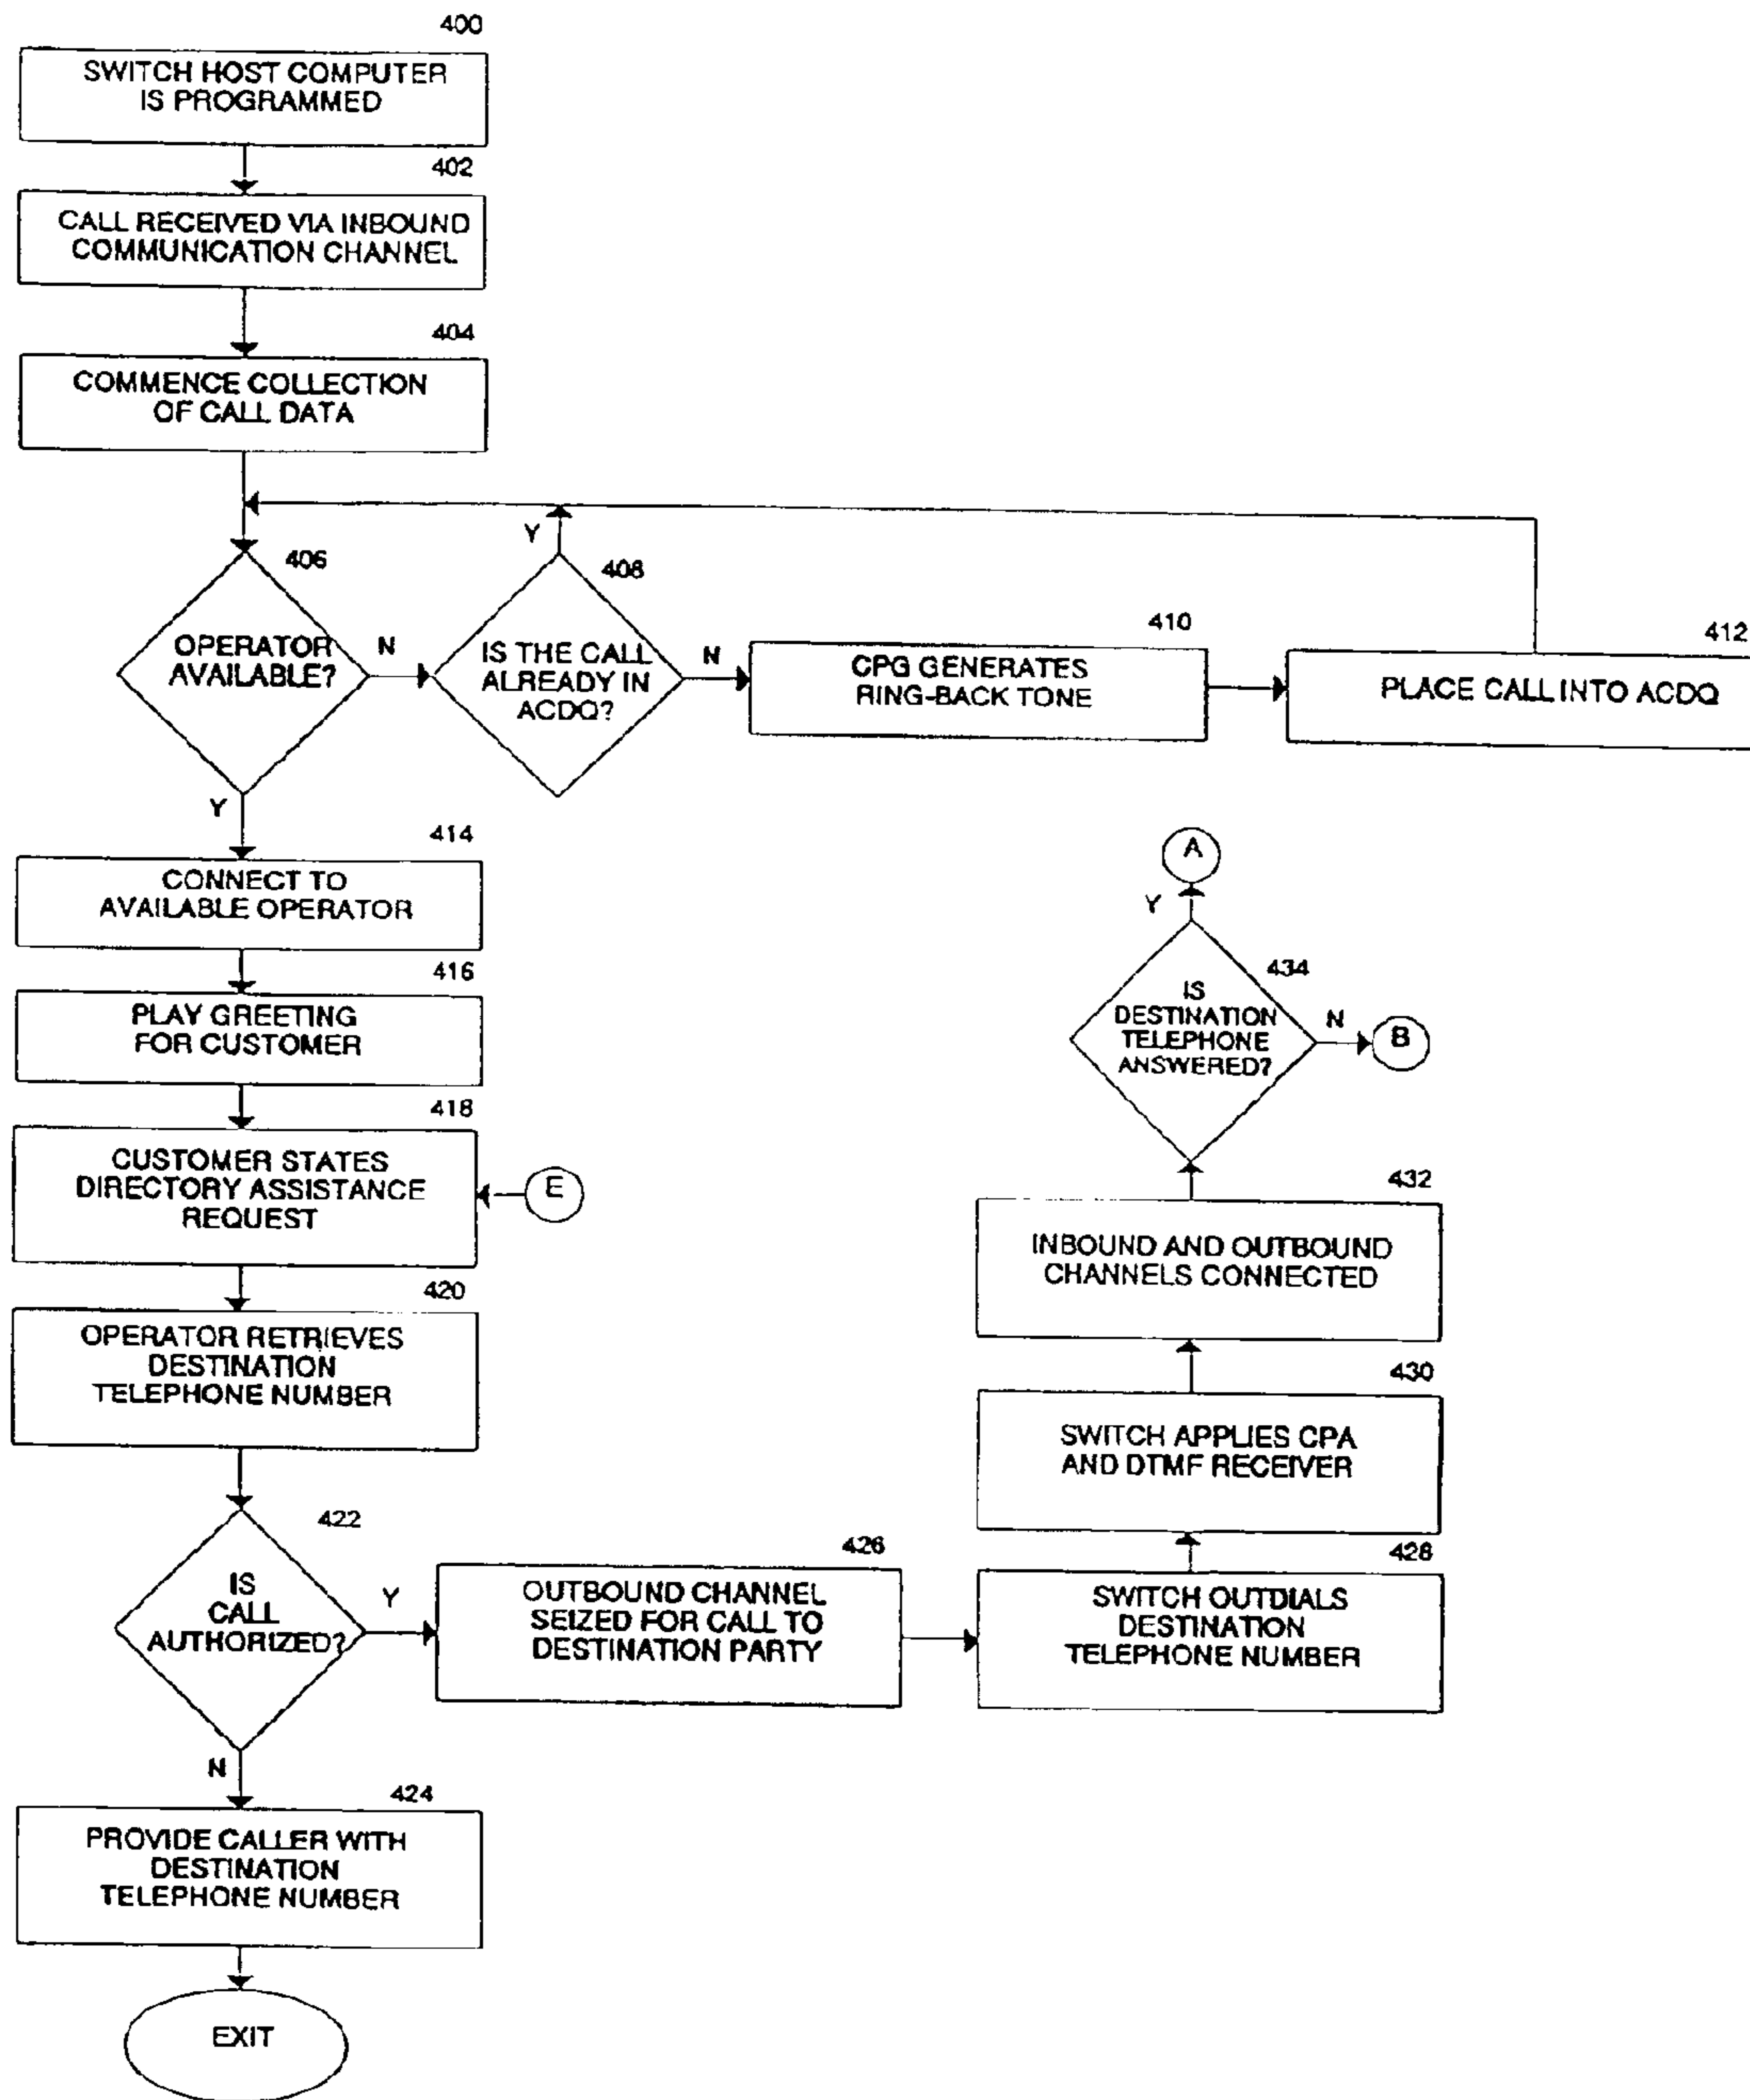 400
SWITCH HOST COMPUTER
IS PROGRAMMED
402
CALL RECEIVED VIA INBOUND
COMMUNICATION CHANNEL
404
COMMENCE COLLECTION
OF CALL DATA
406
OPERATOR
AVAILABLE?
N
Y
408
IS THE CALL
ALREADY IN
ACDQ?
Y
N
410
CPG GENERATES
RING-BACK TONE
412
PLACE CALL INTO ACDQ
414
CONNECT TO
AVAILABLE OPERATOR
416
PLAY GREETING
FOR CUSTOMER
418
CUSTOMER STATES
DIRECTORY ASSISTANCE
REQUEST
E
420
OPERATOR RETRIEVES
DESTINATION
TELEPHONE NUMBER
422
IS
CALL
AUTHORIZED?
Y
N
424
PROVIDE CALLER WITH
DESTINATION
TELEPHONE NUMBER
EXIT
426
OUTBOUND CHANNEL
SEIZED FOR CALL TO
DESTINATION PARTY
428
SWITCH OUTDIALS
DESTINATION
TELEPHONE NUMBER
430
SWITCH APPLIES CPA
AND DTMF RECEIVER
432
INBOUND AND OUTBOUND
CHANNELS CONNECTED
434
IS
DESTINATION
TELEPHONE
ANSWERED?
Y
A
N
B